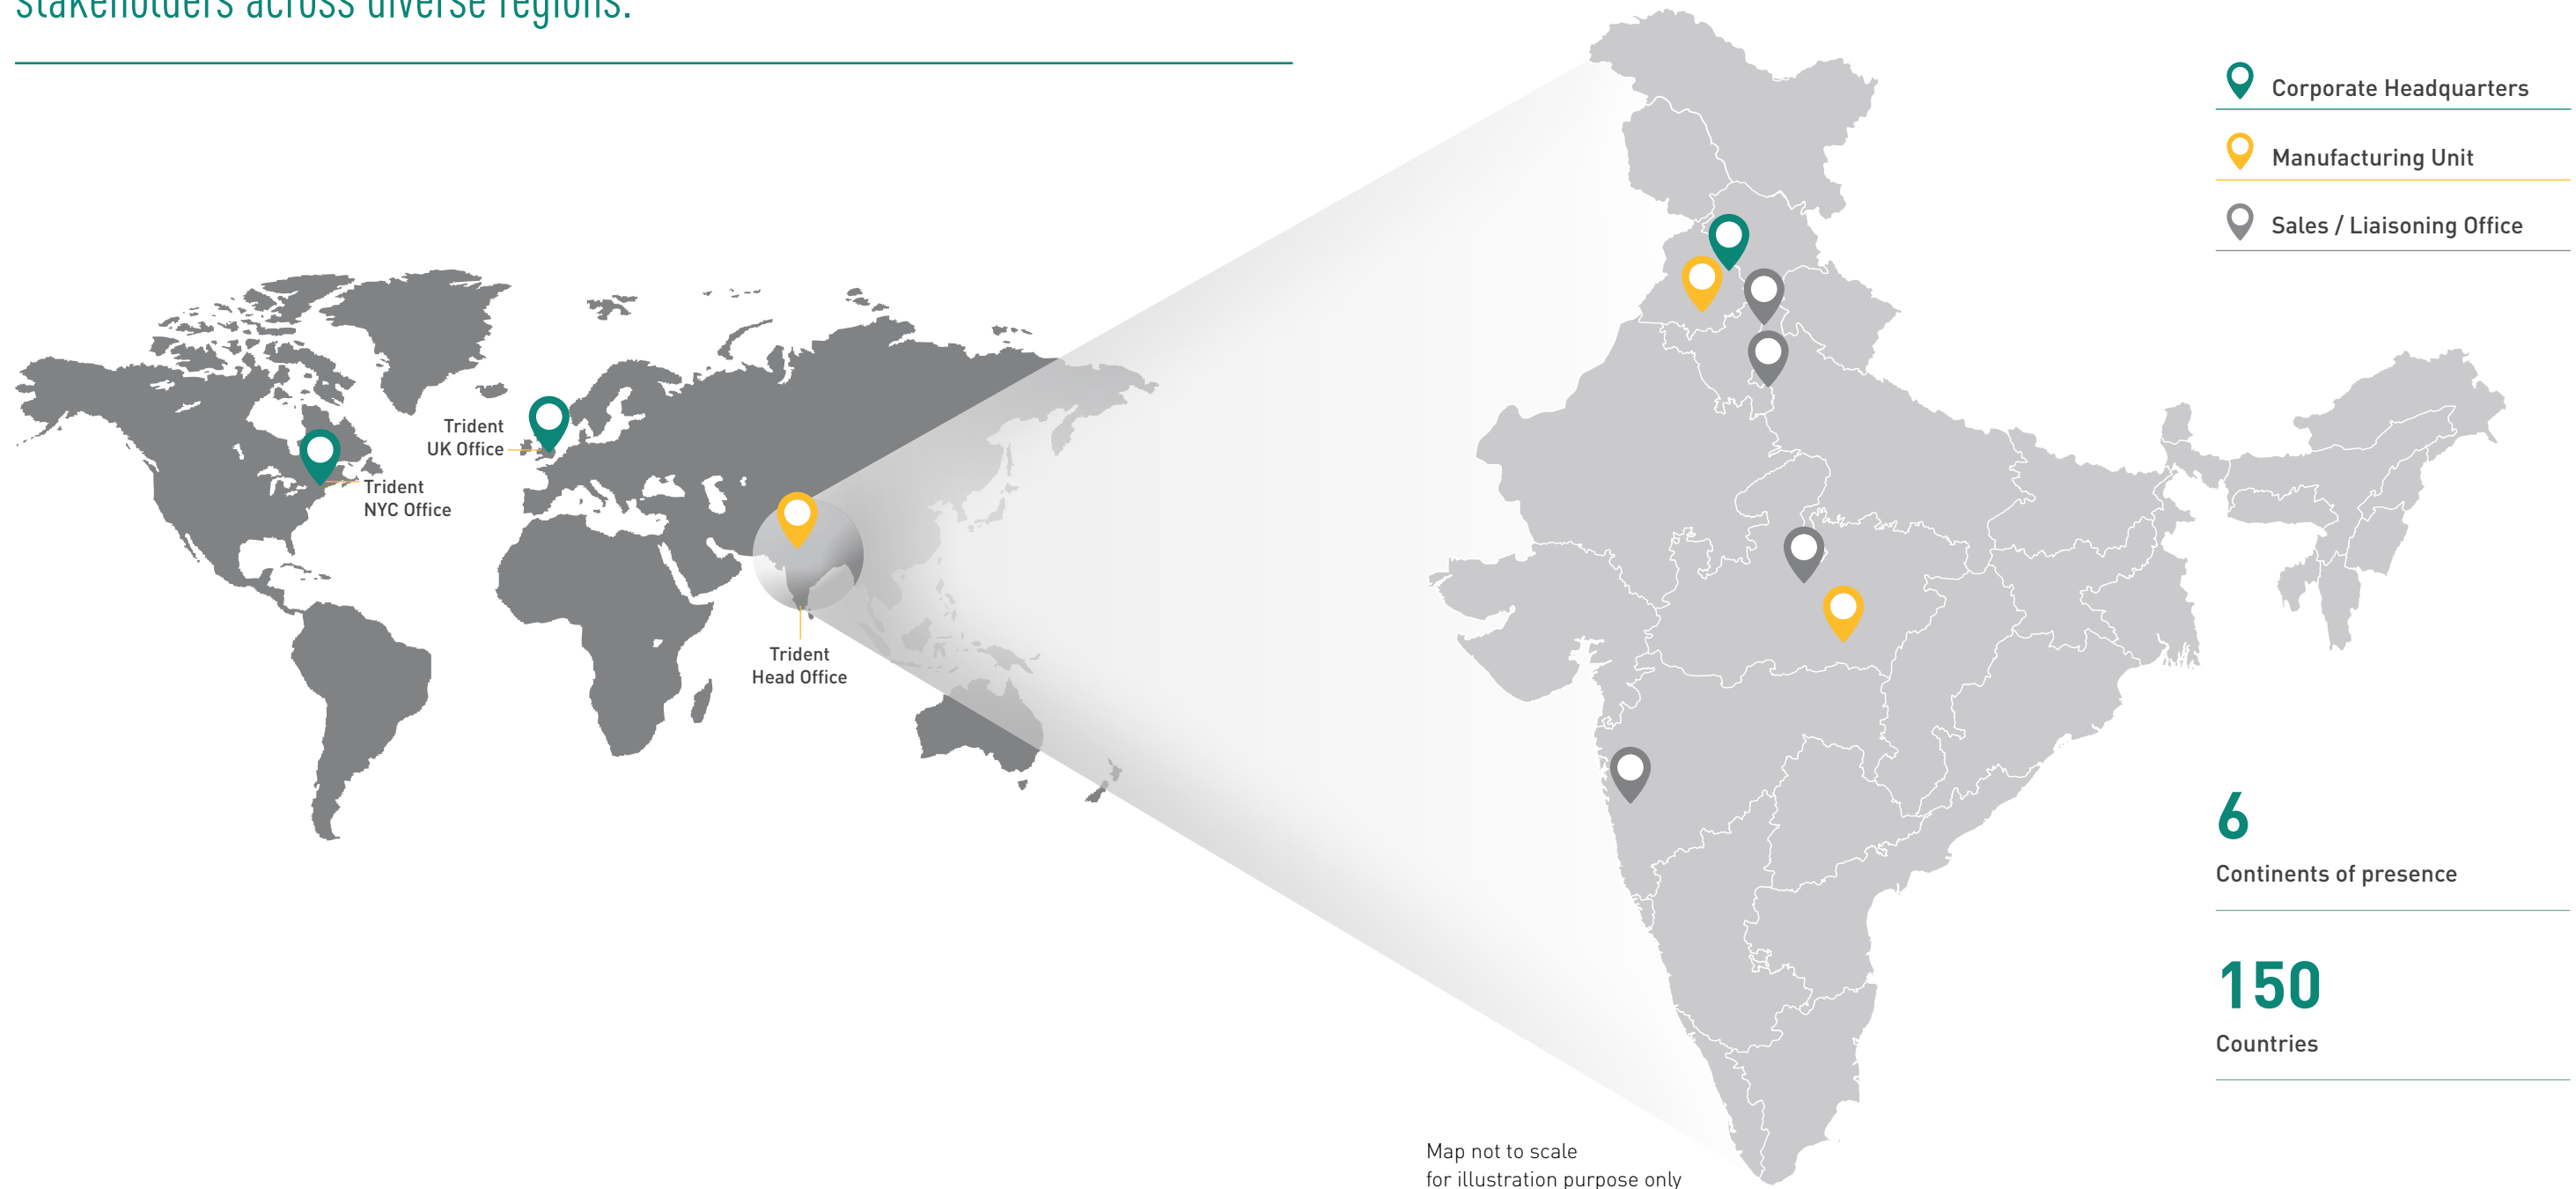 stakeholders across diverse regions.
Trident
UK Office
Trident
NYC Office
Trident
Head Office
Corporate Headquarters
Manufacturing Unit
Sales / Liaisoning Office
6
Continents of presence
150
Countries
Map not to scale
for illustration purpose only